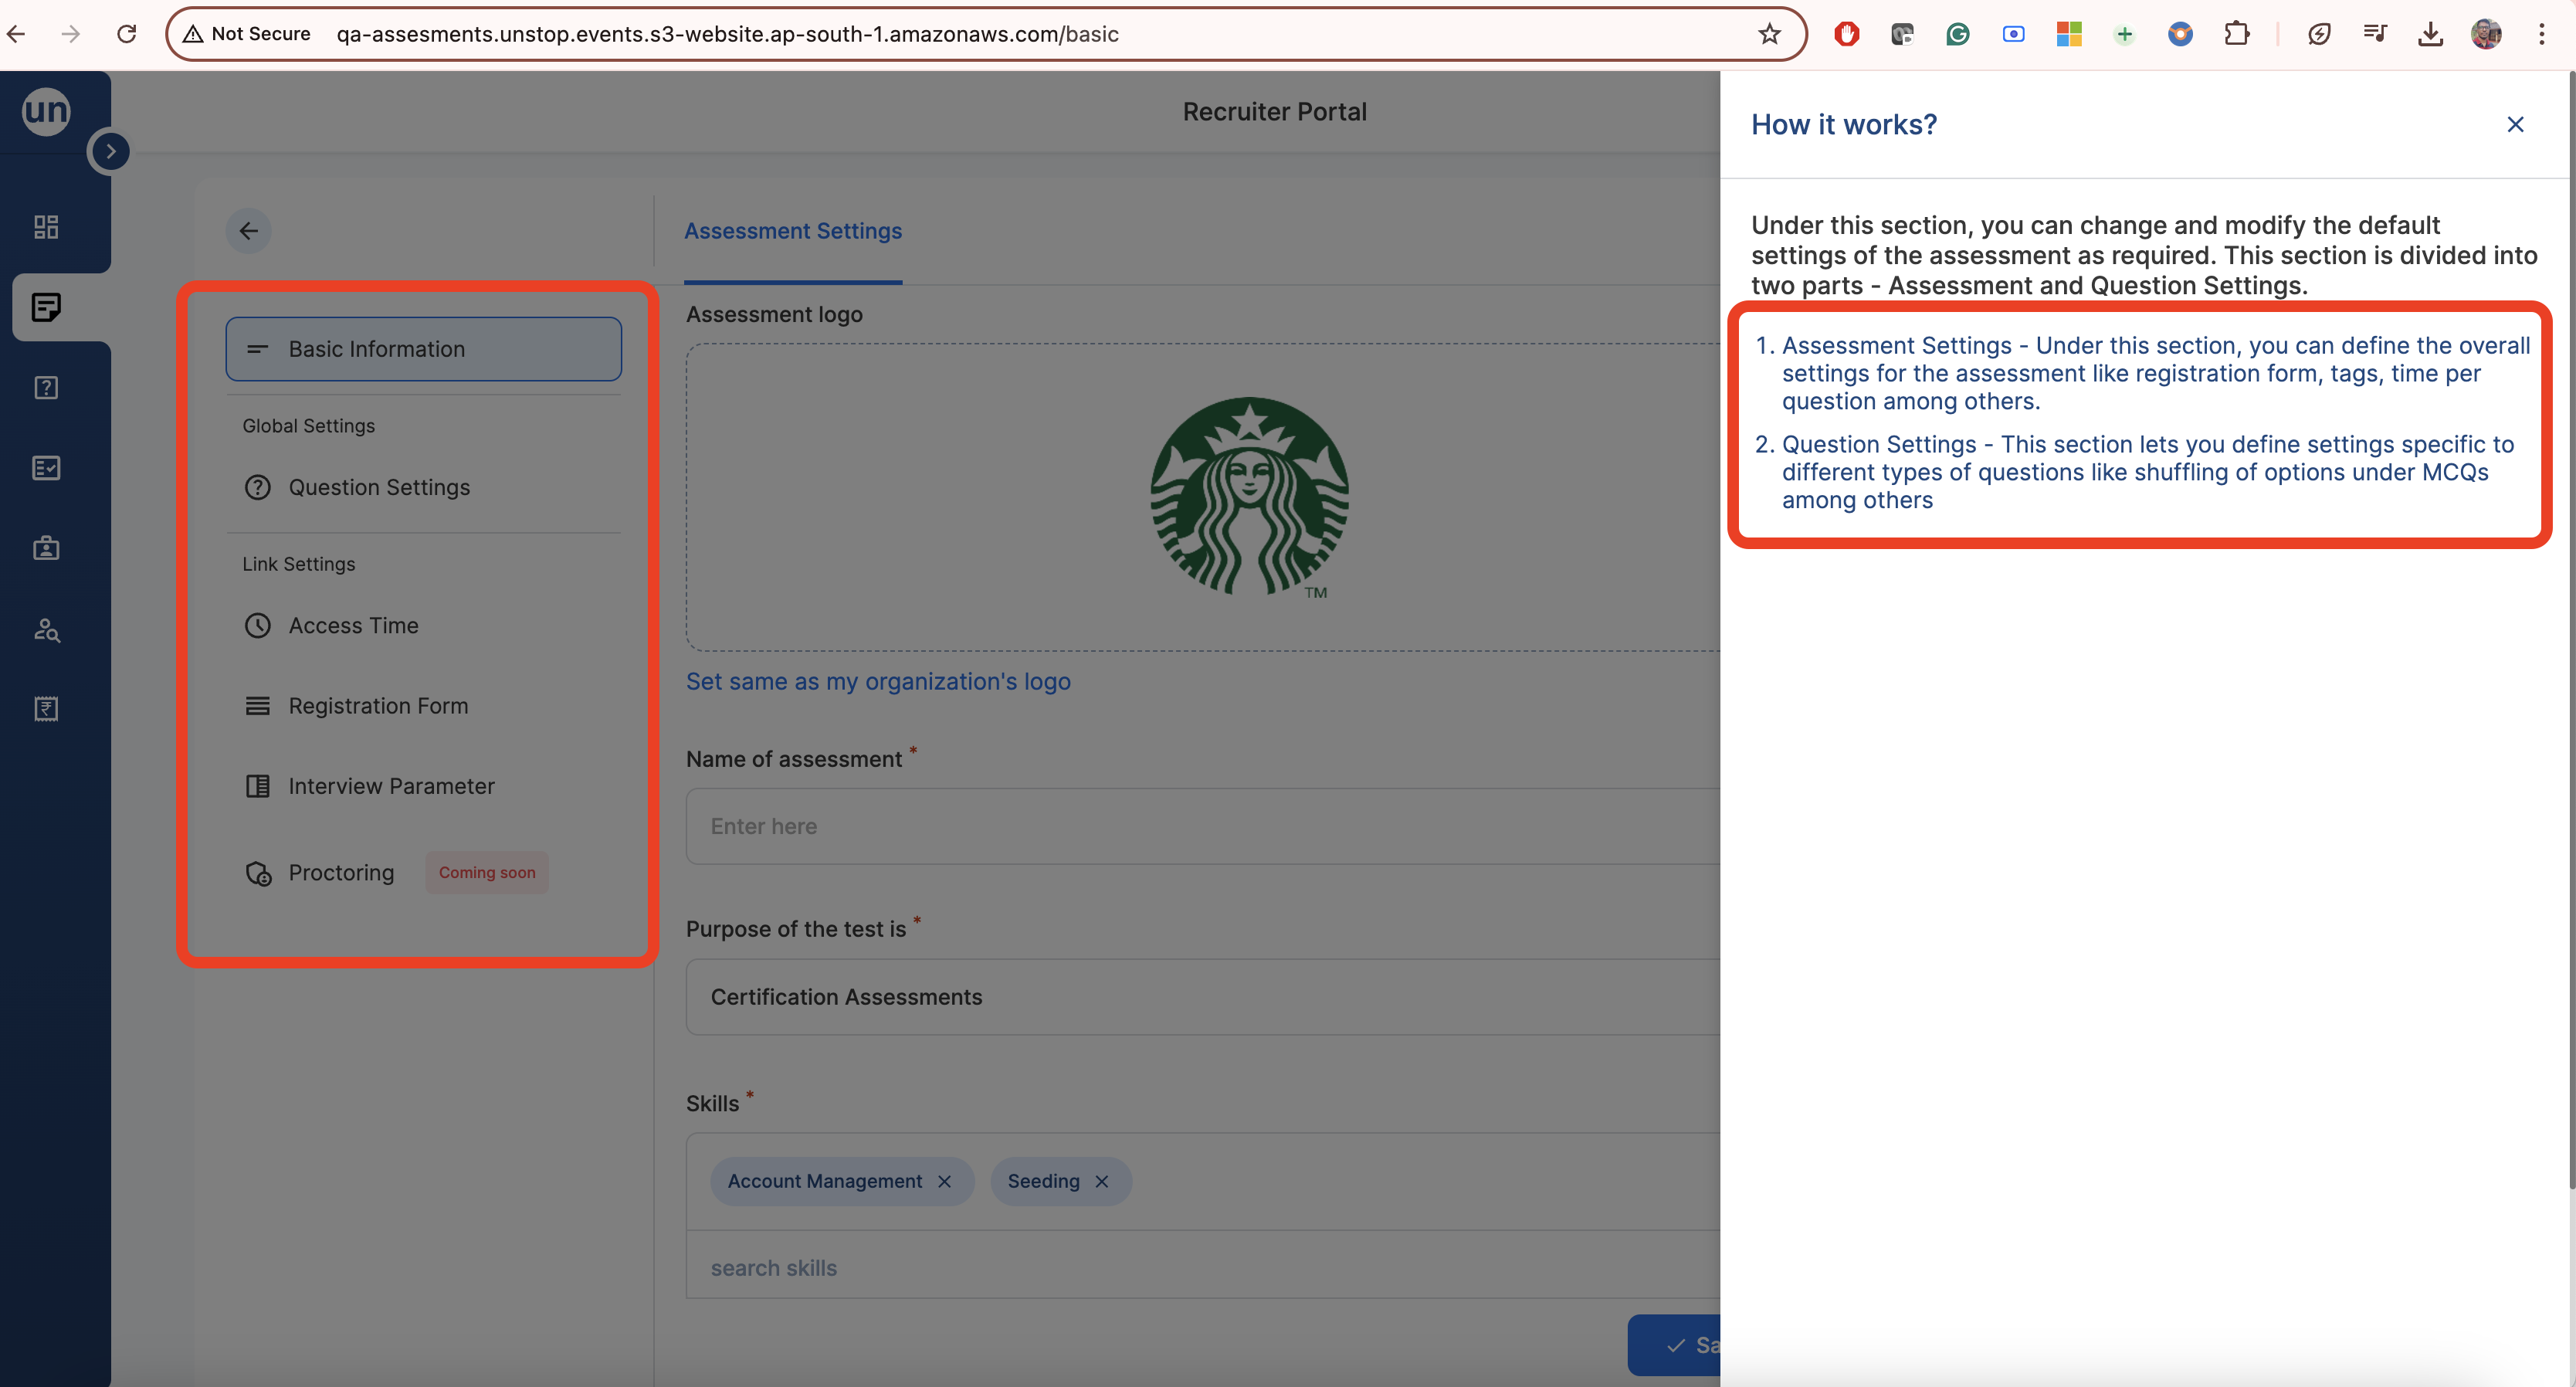 Not Secure qa-assesments.unstop.events.s3-website.ap-south-1.amazonaws.com/basic
un
Recruiter Portal
Assessment Settings
Basic Information
Global Settings
Question Settings
Link Settings
Access Time
Registration Form
Interview Parameter
Proctoring Coming soon
Assessment logo
TM
Set same as my organization's logo
Name of assessment *
Enter here
Purpose of the test is *
Certification Assessments
Skills *
Account Management Seeding
search skills
Sa
How it works?
Under this section, you can change and modify the default
settings of the assessment as required. This section is divided into
two parts - Assessment and Question Settings.
1. Assessment Settings - Under this section, you can define the overall
settings for the assessment like registration form, tags, time per
question among others.
2. Question Settings - This section lets you define settings specific to
different types of questions like shuffling of options under MCQs
among others